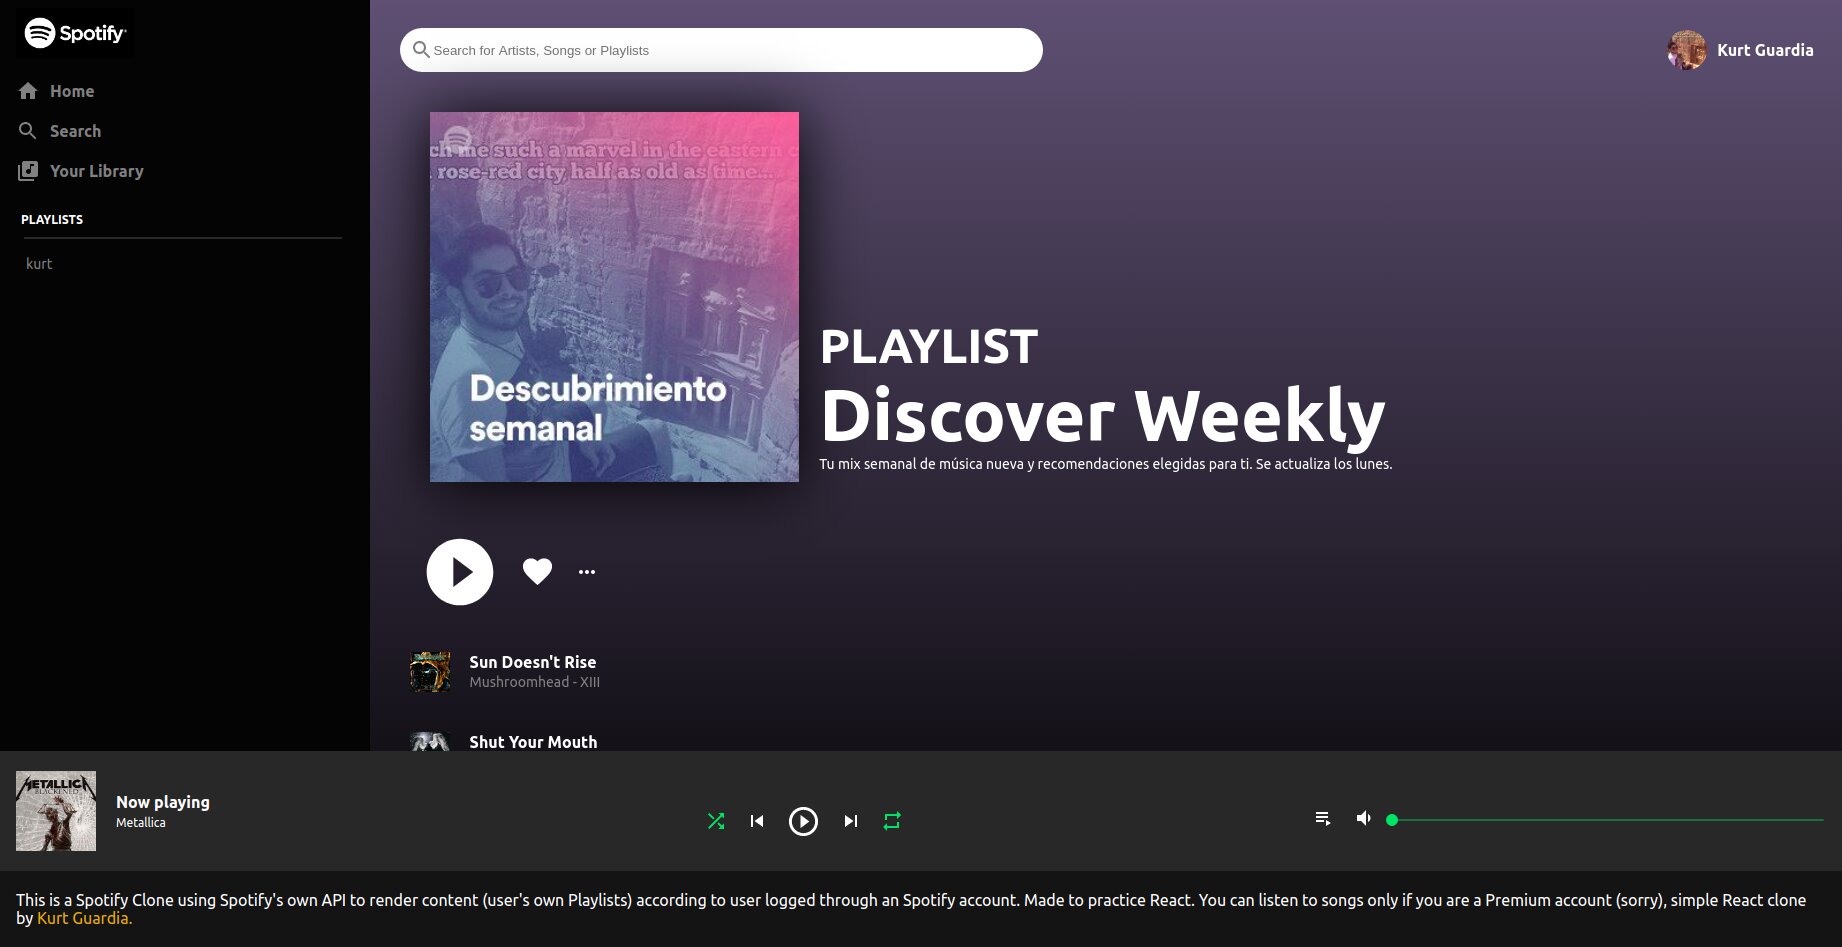 Spotify
Search for Artists, Songs or Playlists
Kurt Guardia
Home
Search
Your Library
PLAYLISTS
kurt
ch me such a marvel in the eastern c
rose-red city half as old as time...
Descubrimiento
semanal
PLAYLIST
Discover Weekly
Tu mix semanal de música nueva y recomendaciones elegidas para ti. Se actualiza los lunes.
Sun Doesn't Rise
Mushroomhead - XIII
Shut Your Mouth
METALLICA
BLACKENED
Now playing
Metallica
This is a Spotify Clone using Spotify's own API to render content (user's own Playlists) according to user logged through an Spotify account. Made to practice React. You can listen to songs only if you are a Premium account (sorry), simple React clone
by Kurt Guardia.